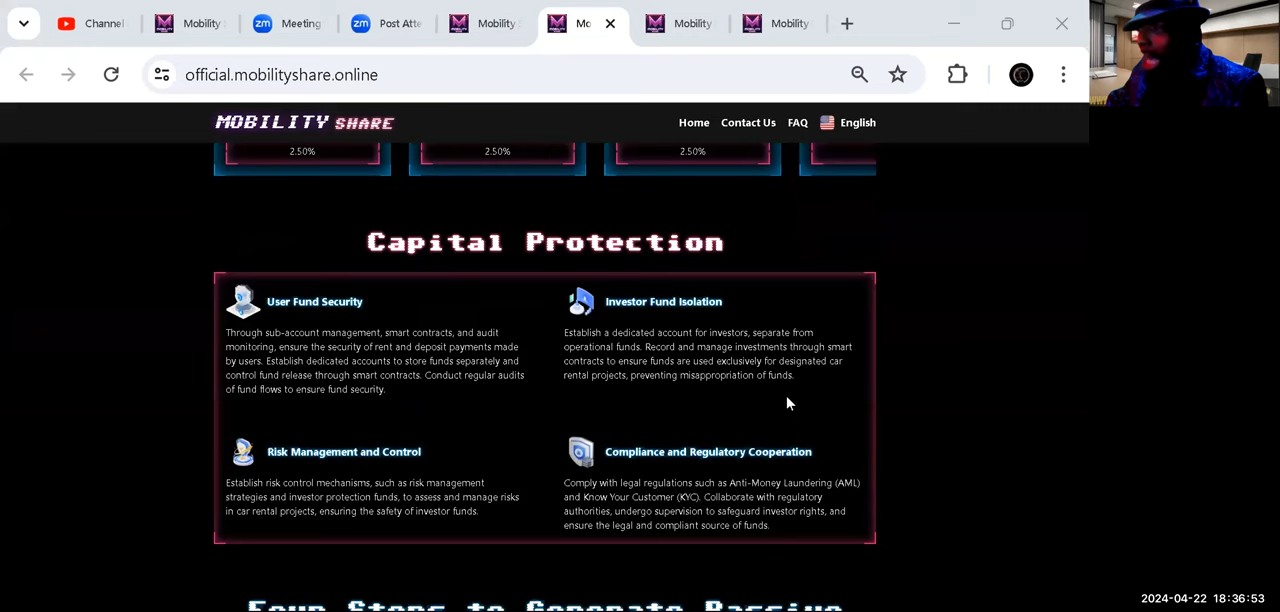 Channel
Mobility
Meeting
Post Atte
Mobility
Mo
Mobility
Mobility
official.mobilityshare.online
MOBILITY SHARE
Home
Contact Us
FAQ
English
2.50%
2.50%
2.50%
Capital Protection
User Fund Security
Through sub-account management, smart contracts, and audit
monitoring, ensure the security of rent and deposit payments made
by users. Establish dedicated accounts to store funds separately and
control fund release through smart contracts. Conduct regular audits
of fund flows to ensure fund security.
Investor Fund Isolation
Establish a dedicated account for investors, separate from
operational funds. Record and manage investments through smart
contracts to ensure funds are used exclusively for designated car
rental projects, preventing misappropriation of funds.
Risk Management and Control
Establish risk control mechanisms, such as risk management
strategies and investor protection funds, to assess and manage risks
in car rental projects, ensuring the safety of investor funds.
Compliance and Regulatory Cooperation
Comply with legal regulations such as Anti-Money Laundering (AML)
and Know Your Customer (KYC). Collaborate with regulatory
authorities, undergo supervision to safeguard investor rights, and
ensure the legal and compliant source of funds.
Four Steps to Generate Passive
2024-04-22 18:36:53